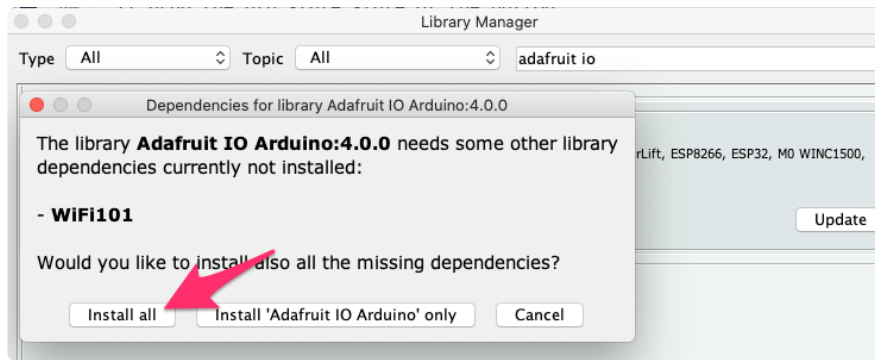 Library Manager
Type All Topic All adafruit io
Dependencies for library Adafruit IO Arduino:4.0.0
The library Adafruit IO Arduino:4.0.0 needs some other library
dependencies currently not installed:
rLift, ESP8266, ESP32, M0 WINC1500,
- WiFi101
Update
Would you like to install also all the missing dependencies?
Install all Install 'Adafruit IO Arduino' only Cancel